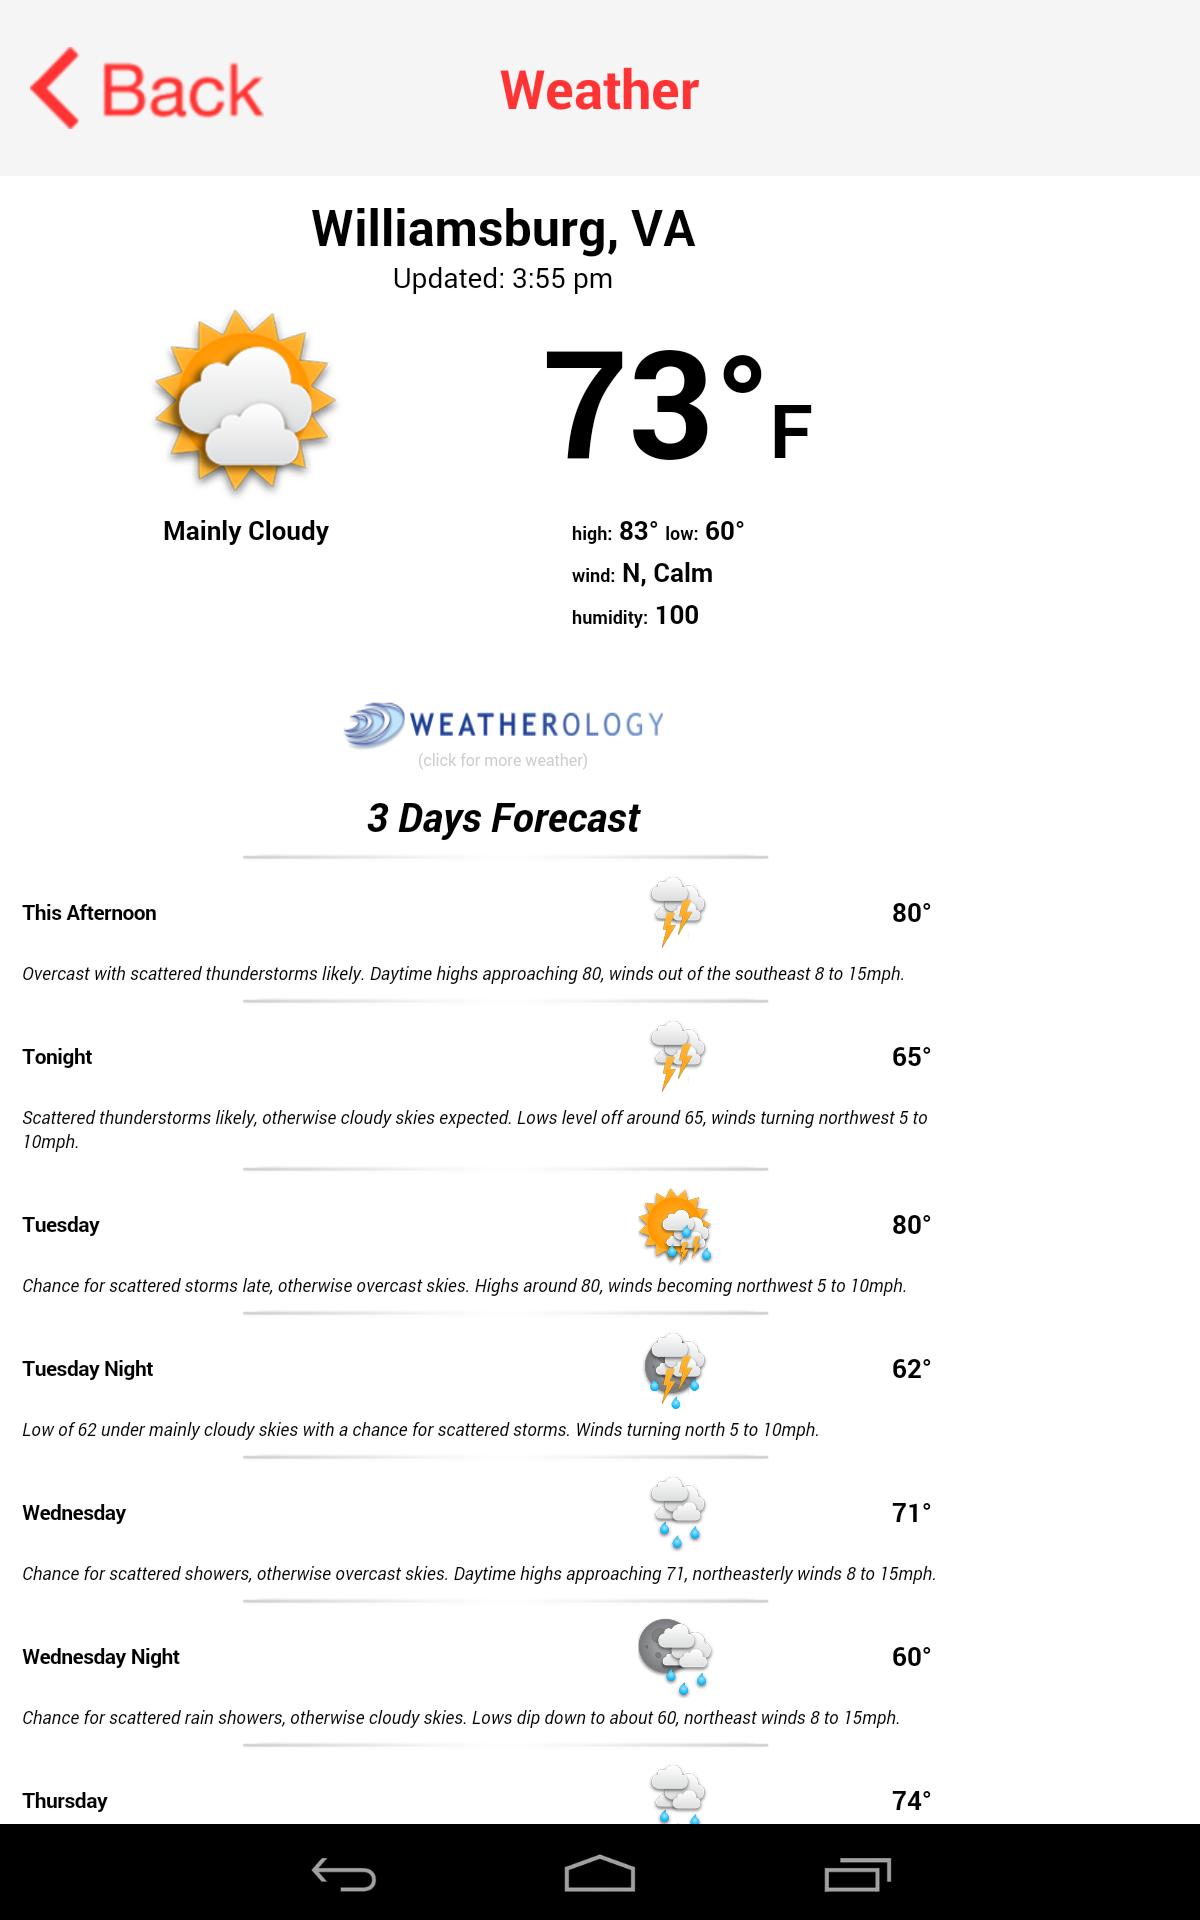 Back
Weather
Williamsburg, VA
Updated: 3:55 pm
73°F
Mainly Cloudy
high: 83° low: 60°
wind: N, Calm
humidity: 100
WEATHEROLOGY
(click for more weather)
3 Days Forecast
This Afternoon 80°
Overcast with scattered thunderstorms likely. Daytime highs approaching 80, winds out of the southeast 8 to 15mph.
Tonight 65°
Scattered thunderstorms likely, otherwise cloudy skies expected. Lows level off around 65, winds turning northwest 5 to
10mph.
Tuesday 80°
Chance for scattered storms late, otherwise overcast skies. Highs around 80, winds becoming northwest 5 to 10mph.
Tuesday Night 62°
Low of 62 under mainly cloudy skies with a chance for scattered storms. Winds turning north 5 to 10mph.
Wednesday 71°
Chance for scattered showers, otherwise overcast skies. Daytime highs approaching 71, northeasterly winds 8 to 15mph.
Wednesday Night 60°
Chance for scattered rain showers, otherwise cloudy skies. Lows dip down to about 60, northeast winds 8 to 15mph.
Thursday 74°